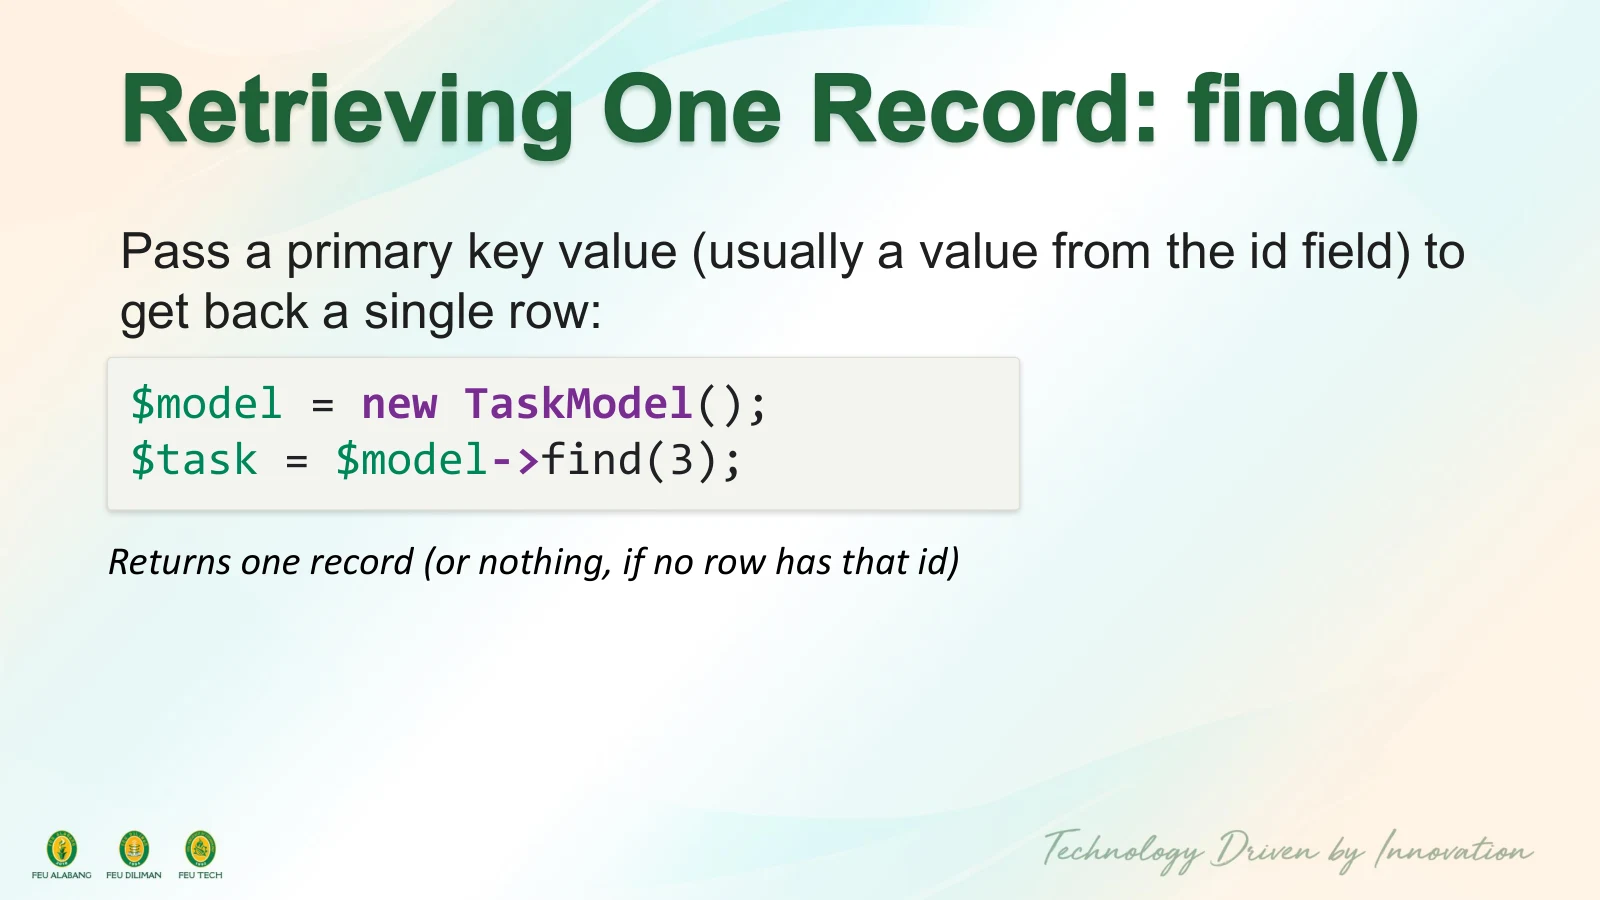 Retrieving One Record: find()
Pass a primary key value (usually a value from the id field) to
get back a single row:
$model = new TaskModel();
$task = $model->find(3);
Returns one record (or nothing, if no row has that id)
FEU ALABANG FEU DILIMAN FEU TECH
Technology Driven by Innovation